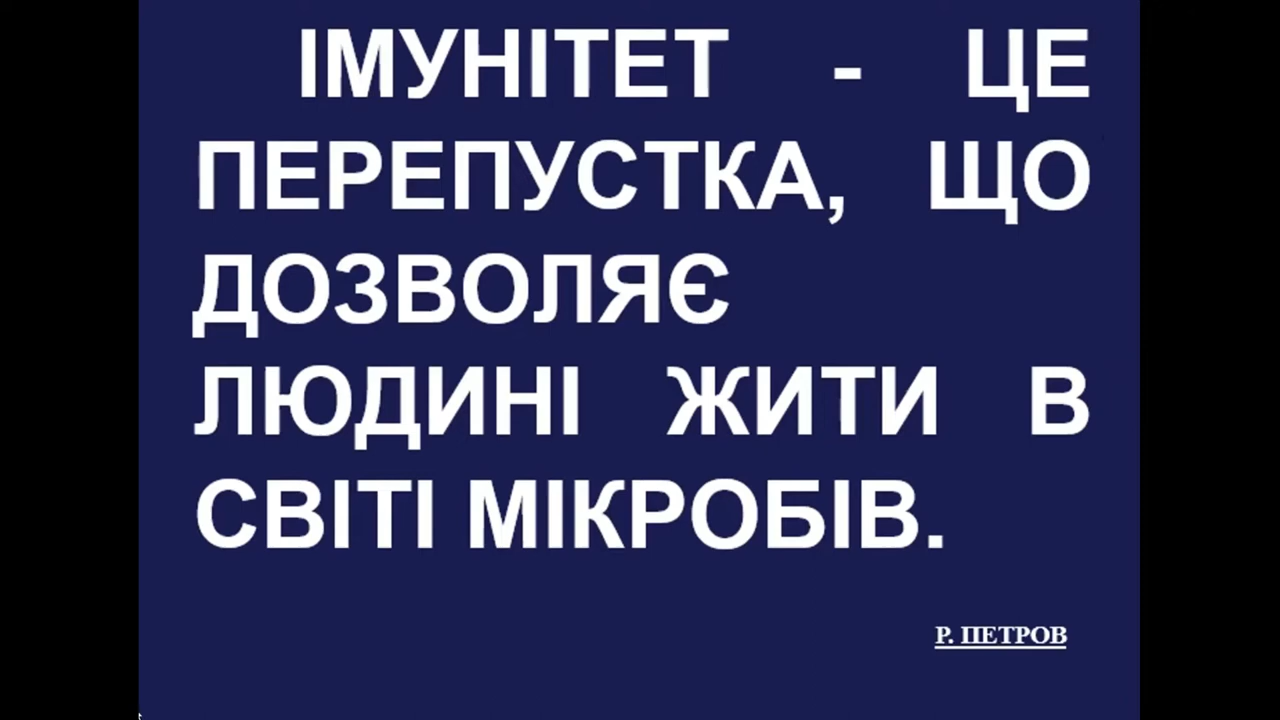 ІМУНІТЕТ - ЦЕ
ПЕРЕПУСТКА, ЩО
ДОЗВОЛЯЄ
ЛЮДИНІ ЖИТИ В
СВІТІ МІКРОБІВ.
Р. ПЕТРОВ